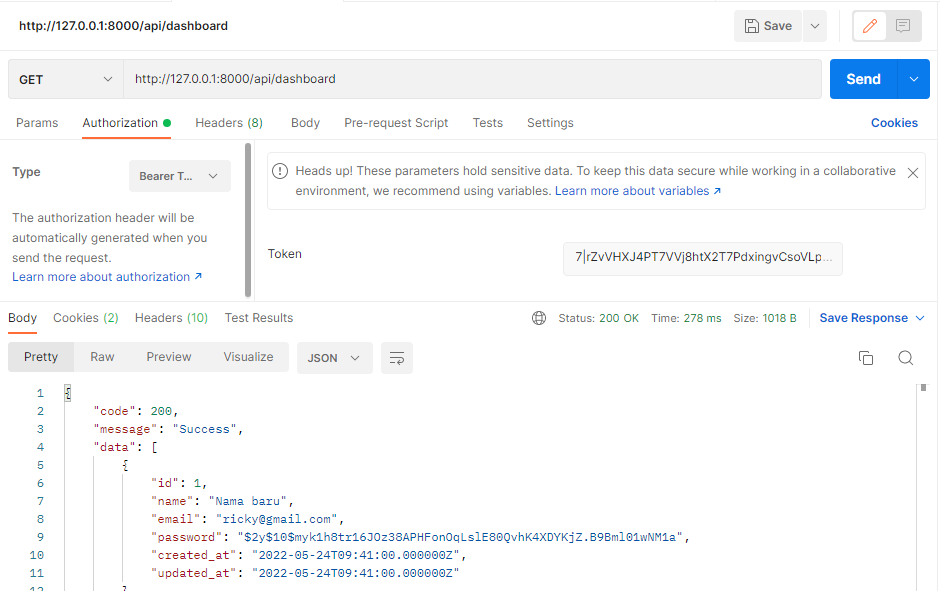 http://127.0.0.1:8000/api/dashboard
Save
GET
http://127.0.0.1:8000/api/dashboard
Send
Params Authorization Headers (8) Body Pre-request Script Tests Settings Cookies
Type
Bearer T...
The authorization header will be
automatically generated when you
send the request.
Learn more about authorization ↗
Heads up! These parameters hold sensitive data. To keep this data secure while working in a collaborative
environment, we recommend using variables. Learn more about variables ↗
Token
7|rZvVHXJ4PT7VVj8htX2T7PdxingvCsoVLp...
Body Cookies (2) Headers (10) Test Results
Status: 200 OK Time: 278 ms Size: 1018 B Save Response
Pretty Raw Preview Visualize JSON
1 {
2 "code": 200,
3 "message": "Success",
4 "data": [
5 {
6 "id": 1,
7 "name": "Nama baru",
8 "email": "ricky@gmail.com",
9 "password": "$2y$10$myk1h8tr16JOz38APHFonOqLslE80QvhK4XDYKjZ.B9Bml01wNM1a",
10 "created_at": "2022-05-24T09:41:00.000000Z",
11 "updated_at": "2022-05-24T09:41:00.000000Z"
12 }